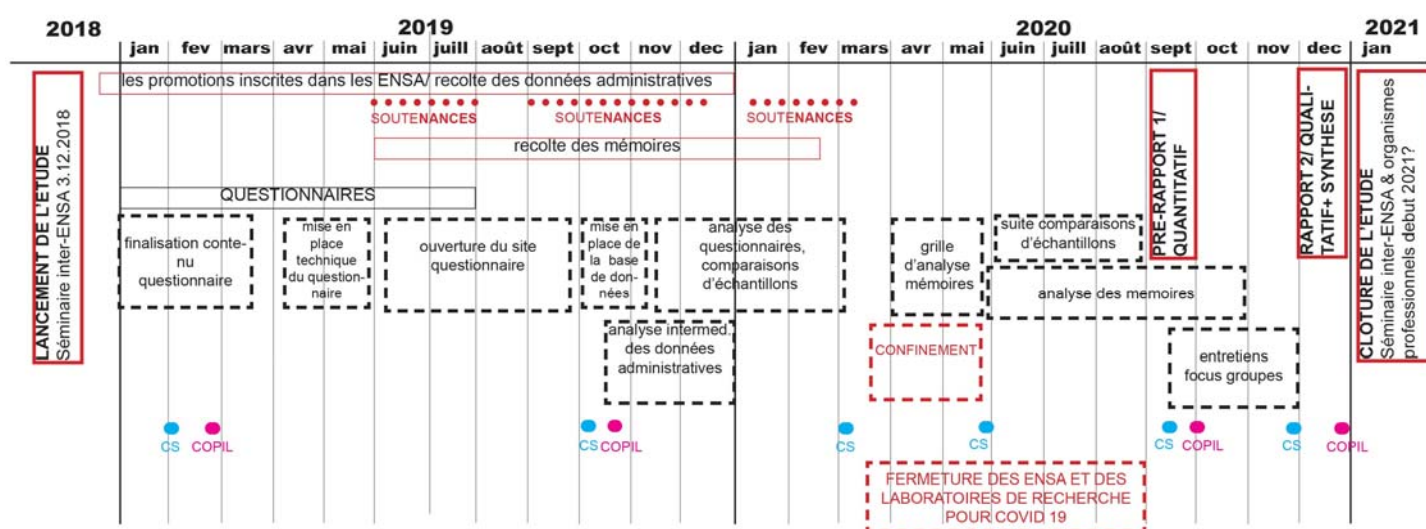 2018
2019
2020
2021
jan fev mars avr mai juin juill août sept oct nov dec jan fev mars avr mai juin juill août sept oct nov dec jan
LANCEMENT DE L'ETUDE
Séminaire inter-ENSA 3.12.2018
les promotions inscrites dans les ENSA/ recolte des données administratives
SOUTENANCES
SOUTENANCES
SOUTENANCES
recolte des mémoires
QUESTIONNAIRES
finalisation conte-
nu questionnaire
mise en
place
technique
du question-
naire
ouverture du site
questionnaire
mise en
place de
la base
de don-
nées
analyse des
questionnaires,
comparaisons
d'échantillons
grille
d'analyse
mémoires
suite comparaisons
d'échantillons
analyse des memoires
analyse intermed.
des données
administratives
CONFINEMENT
entretiens
focus groupes
PRE-RAPPORT 1/
QUANTITATIF
RAPPORT 2/ QUALI-
TATIF+ SYNTHESE
CLOTURE DE L'ETUDE
Séminaire inter-ENSA & organismes
professionnels debut 2021?
CS COPIL CS COPIL CS CS CS COPIL CS COPIL
FERMETURE DES ENSA ET DES
LABORATOIRES DE RECHERCHE
POUR COVID 19